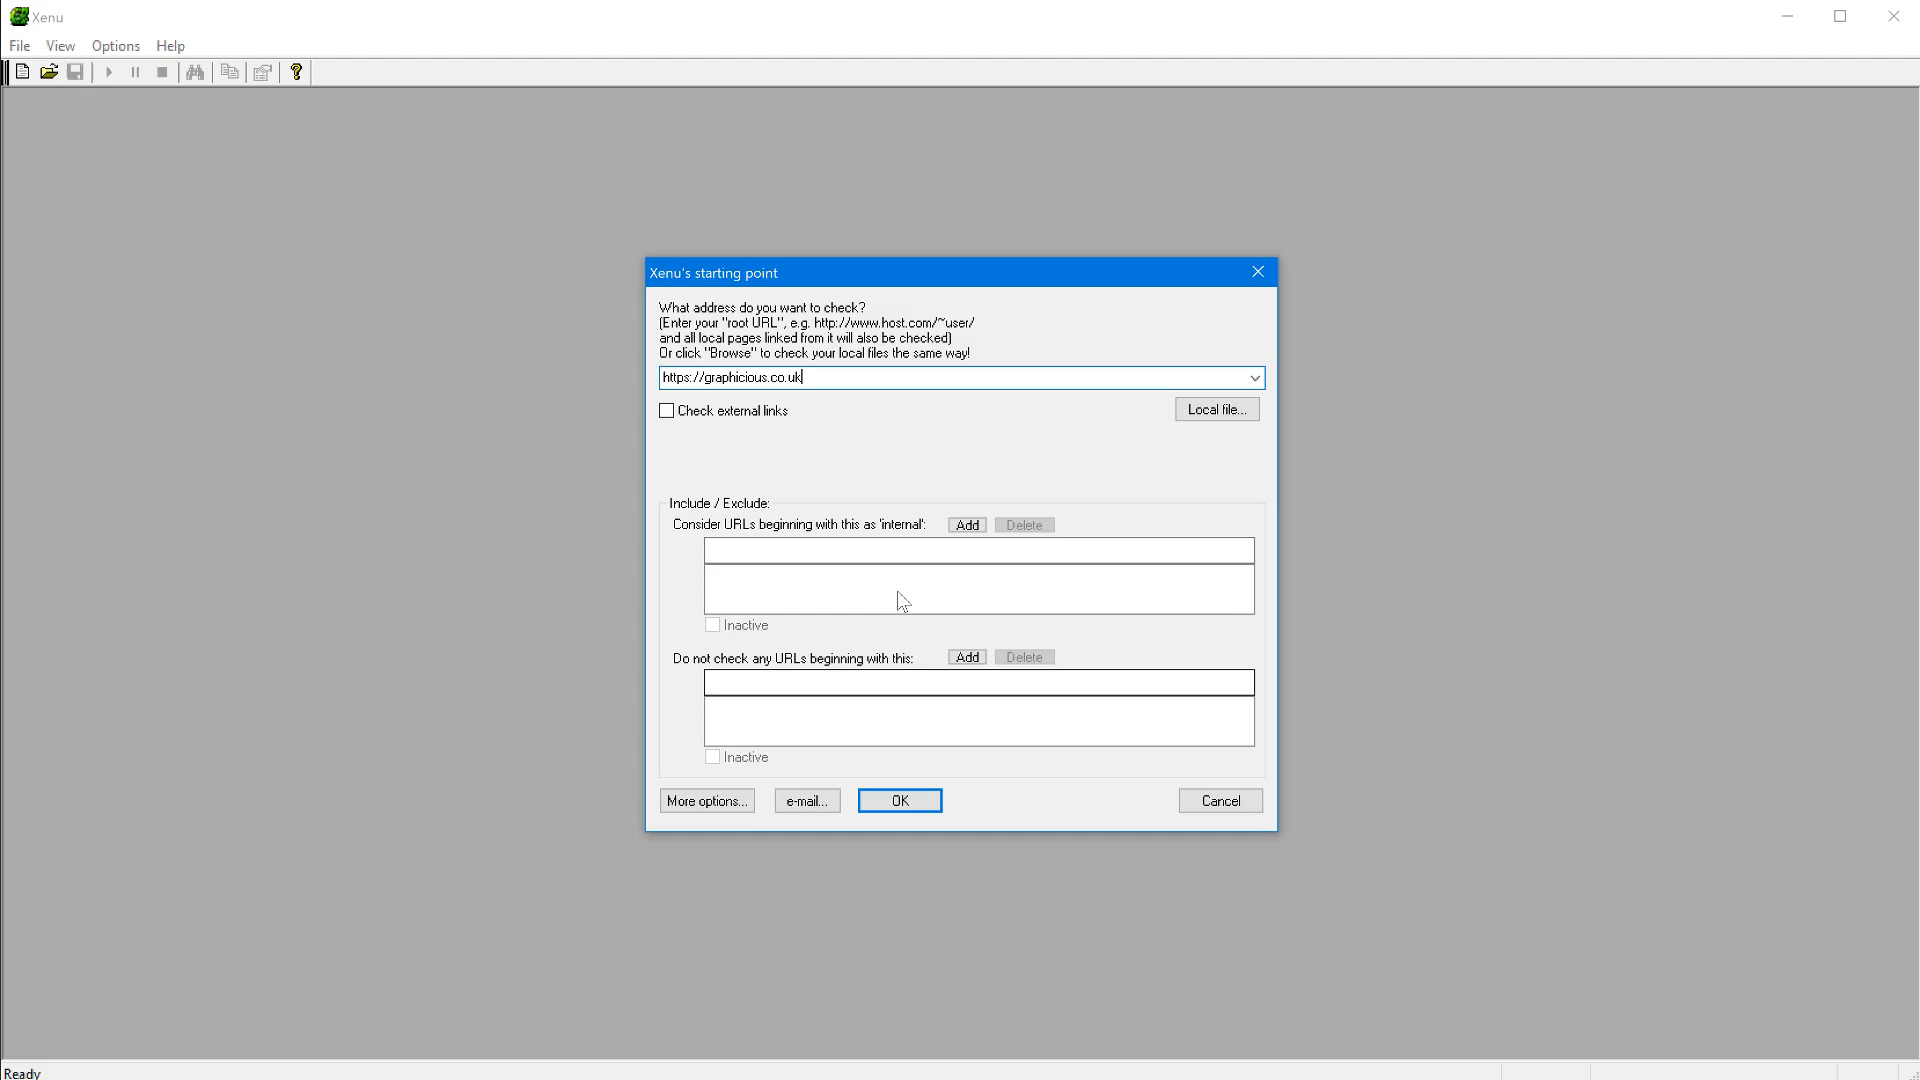 Xenu
File View Options Help
Xenu's starting point
What address do you want to check?
(Enter your "root URL", e.g. http://www.host.com/~user/
and all local pages linked from it will also be checked)
Or click "Browse" to check your local files the same way!
https://graphicious.co.uk
Check external links
Local file...
Include / Exclude:
Consider URLs beginning with this as 'internal': Add Delete
Inactive
Do not check any URLs beginning with this: Add Delete
Inactive
More options... e-mail... OK Cancel
Ready